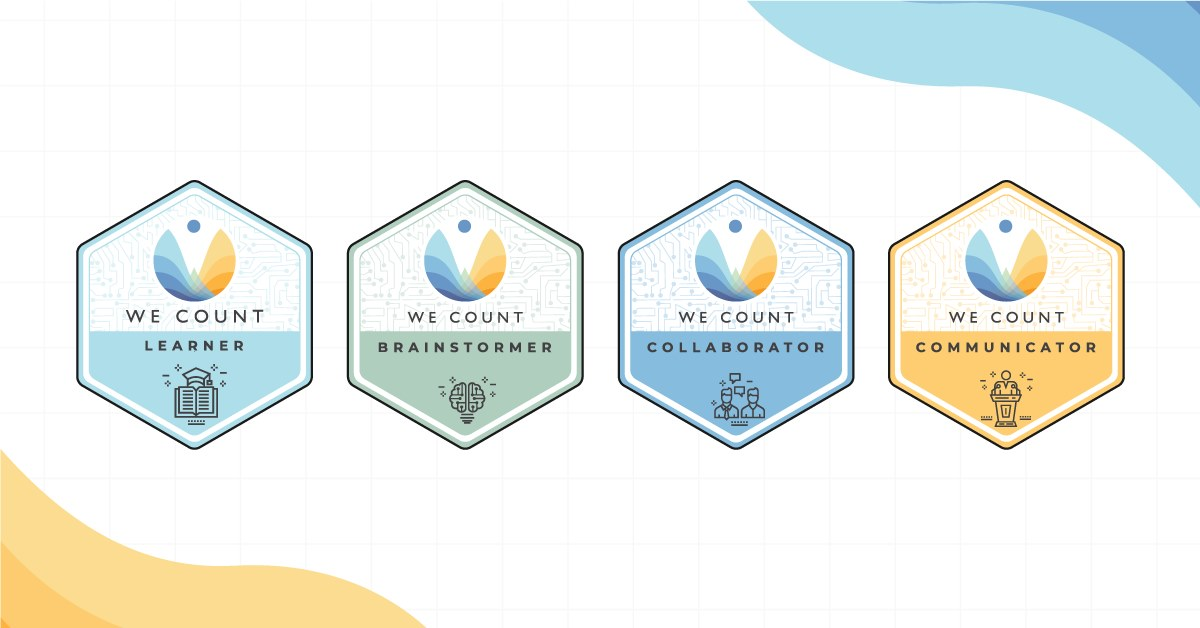 WE COUNT
LEARNER
WE COUNT
BRAINSTORMER
WE COUNT
COLLABORATOR
WE COUNT
COMMUNICATOR